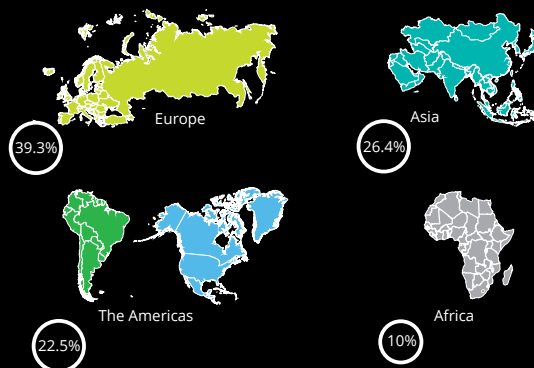 Europe
39.3%
Asia
26.4%
The Americas
22.5%
Africa
10%